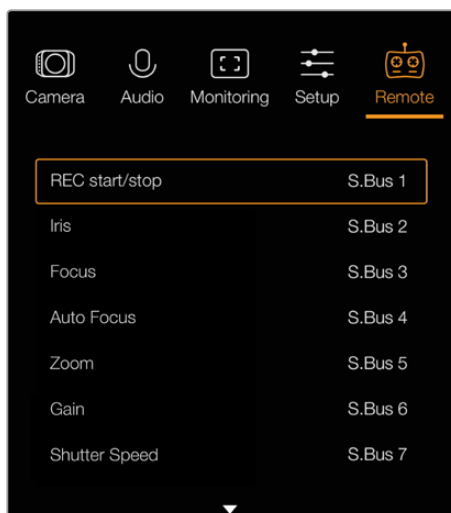 Camera Audio Monitoring Setup Remote
REC start/stop S.Bus 1
Iris S.Bus 2
Focus S.Bus 3
Auto Focus S.Bus 4
Zoom S.Bus 5
Gain S.Bus 6
Shutter Speed S.Bus 7